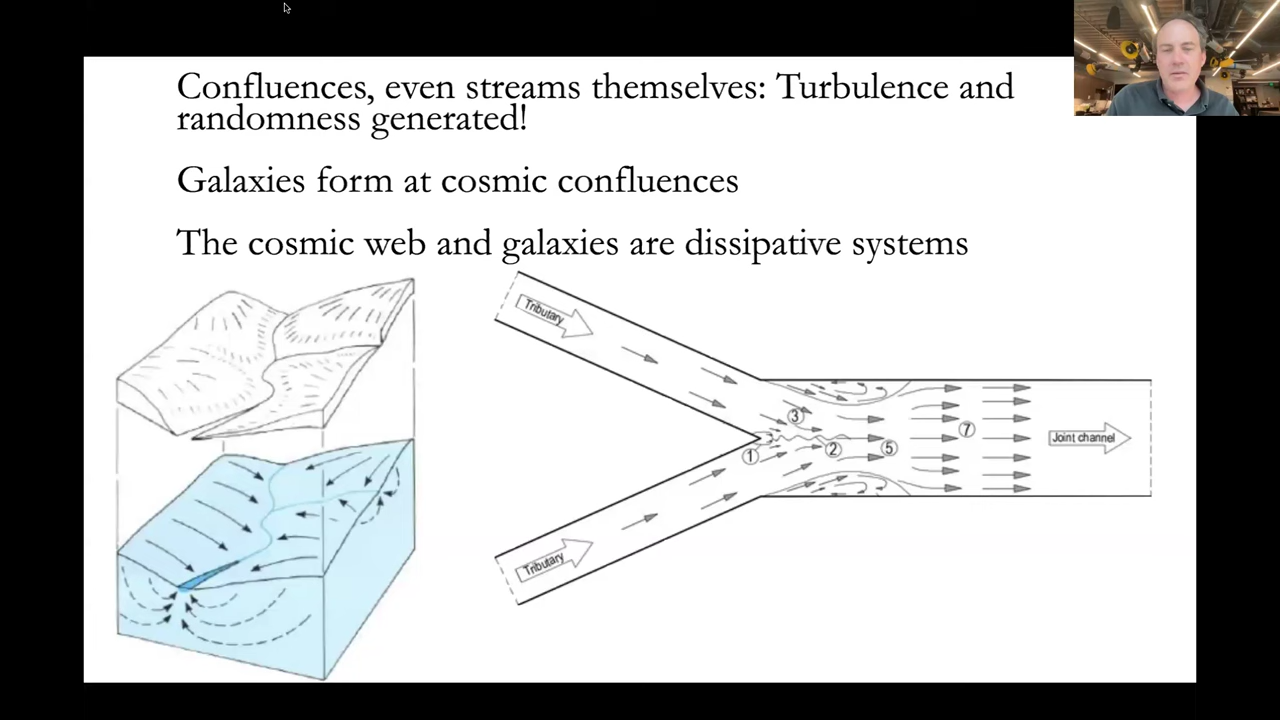 Confluences, even streams themselves: Turbulence and
randomness generated!
Galaxies form at cosmic confluences
The cosmic web and galaxies are dissipative systems
Tributary
3
1
2
5
7
Joint channel
Tributary